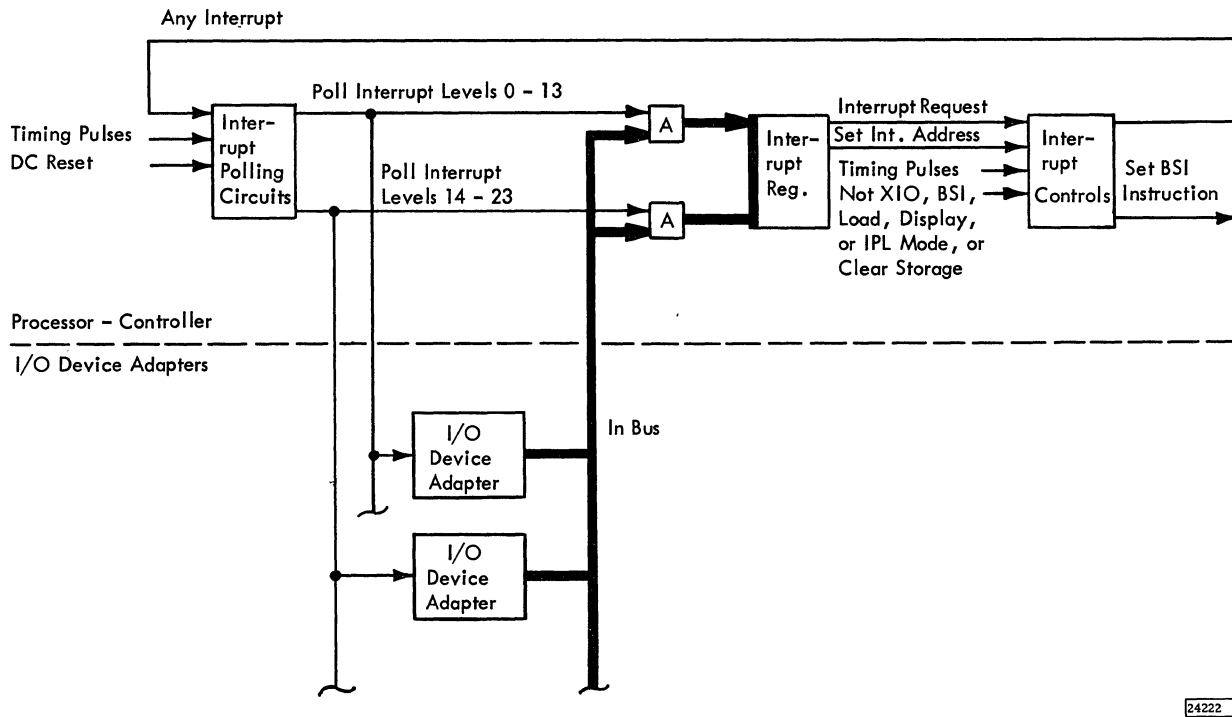 Any Interrupt
Poll Interrupt Levels 0 - 13
Timing Pulses
DC Reset
Inter-
rupt
Polling
Circuits
Poll Interrupt
Levels 14 - 23
A
A
Inter-
rupt
Reg.
Interrupt Request
Set Int. Address
Timing Pulses
Not XIO, BSI,
Load, Display,
or IPL Mode, or
Clear Storage
Inter-
rupt
Controls
Set BSI
Instruction
Processor - Controller
I/O Device Adapters
In Bus
I/O
Device
Adapter
I/O
Device
Adapter
24222